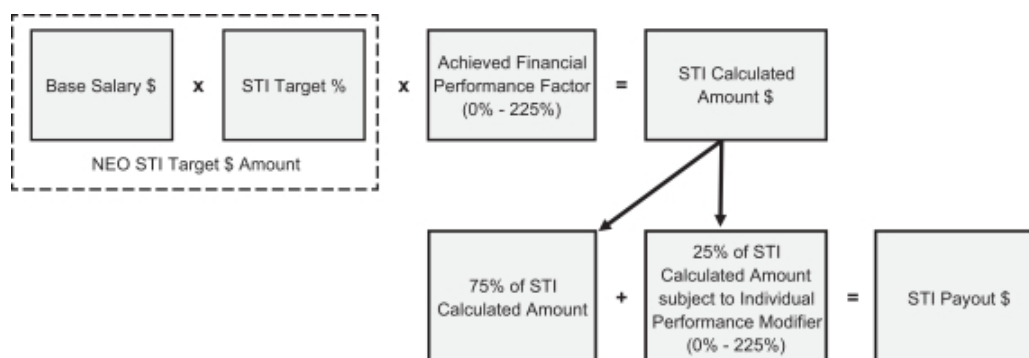 Base Salary $
x
STI Target %
x
Achieved Financial
Performance Factor
(0% - 225%)
=
STI Calculated
Amount $
NEO STI Target $ Amount
75% of STI
Calculated Amount
+
25% of STI
Calculated Amount
subject to Individual
Performance Modifier
(0% - 225%)
=
STI Payout $